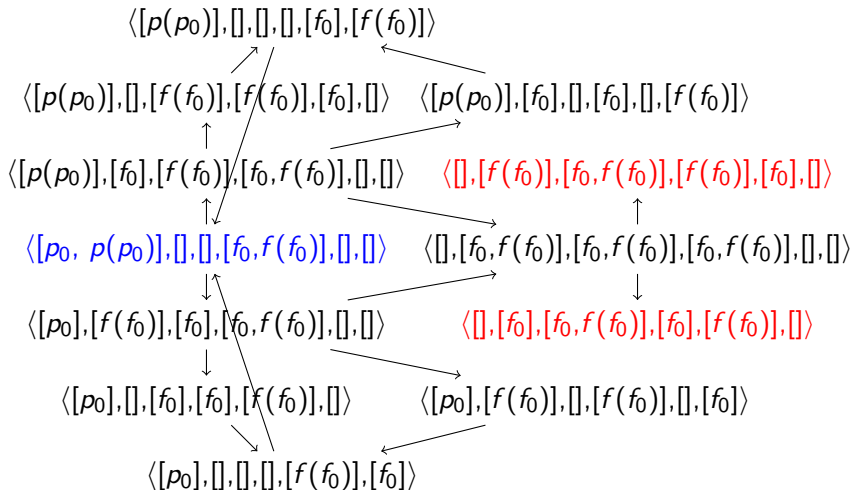 ⟨[p(p₀)],[],[],[],[f₀],[f(f₀)]⟩
⟨[p(p₀)],[],[f(f₀)],[f(f₀)],[f₀],[]⟩ ⟨[p(p₀)],[f₀],[],[f₀],[],[f(f₀)]⟩
⟨[p(p₀)],[f₀],[f(f₀)],[f₀,f(f₀)],[],[]⟩ ⟨[],[f(f₀)],[f₀,f(f₀)],[f(f₀)],[f₀],[]⟩
⟨[p₀, p(p₀)],[],[],[f₀,f(f₀)],[],[]⟩ ⟨[],[f₀,f(f₀)],[f₀,f(f₀)],[f₀,f(f₀)],[],[]⟩
⟨[p₀],[f(f₀)],[f₀],[f₀,f(f₀)],[],[]⟩ ⟨[],[f₀],[f₀,f(f₀)],[f₀],[f(f₀)],[]⟩
⟨[p₀],[],[f₀],[f₀],[f(f₀)],[]⟩ ⟨[p₀],[f(f₀)],[],[f(f₀)],[],[f₀]⟩
⟨[p₀],[],[],[],[f(f₀)],[f₀]⟩